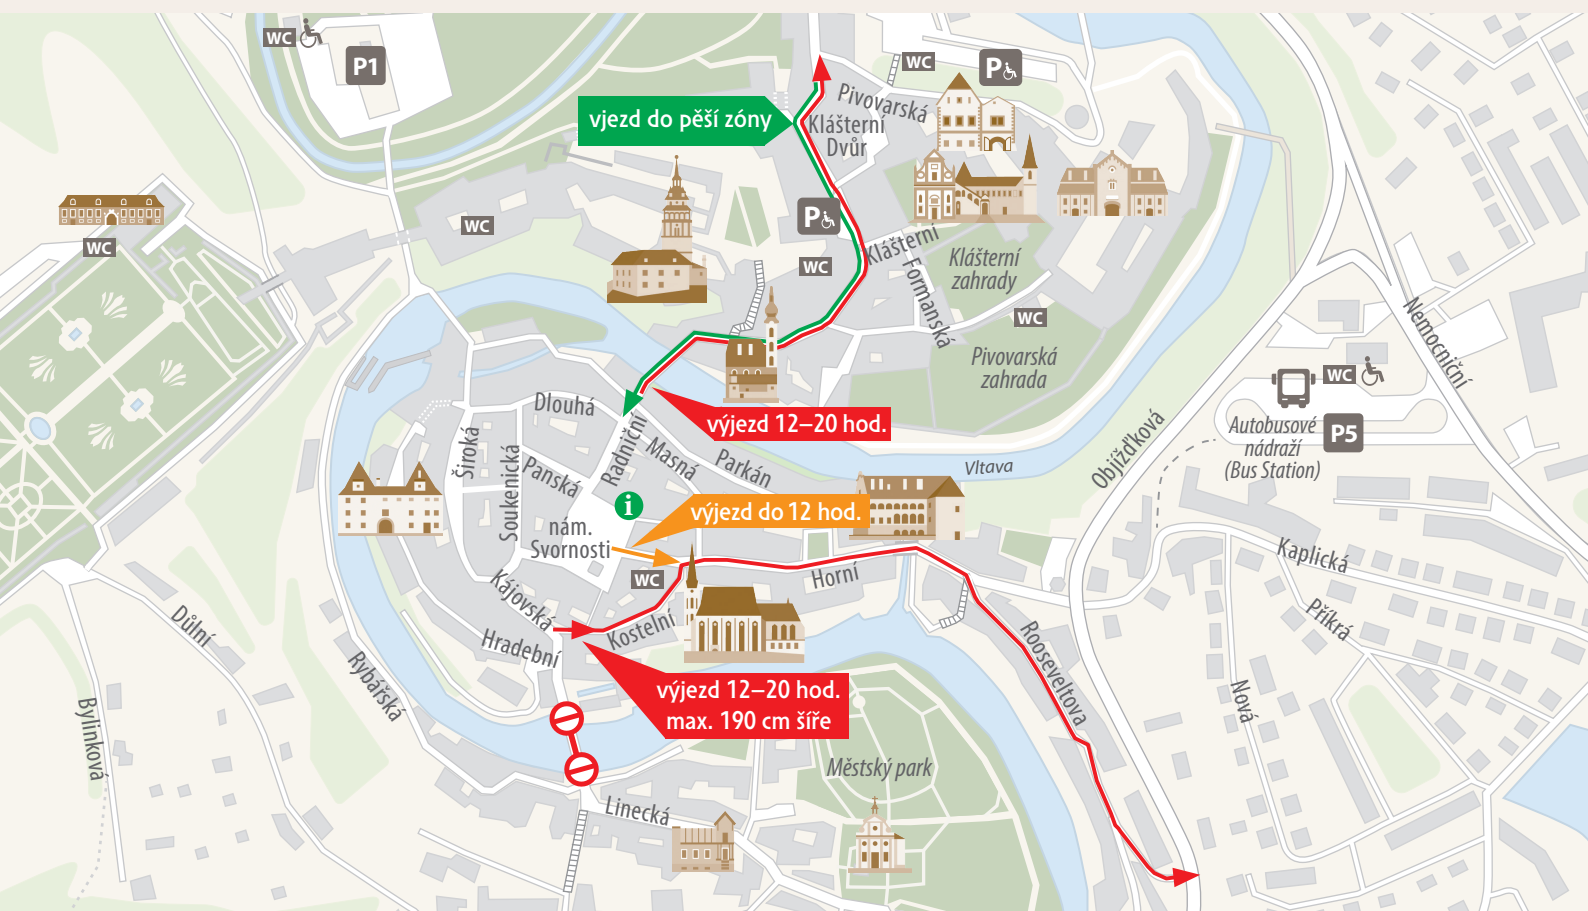 WC
P1
WC
P
Pivovarská
vjezd do pěší zóny
Klášterní
Dvůr
P
WC
WC
Klášterní
Klášterní
zahrady
WC
Formanská
WC
Nemocniční
Pivovarská
zahrada
WC
výjezd 12–20 hod.
Dlouhá
Radniční
Masná
Parkán
Široká
Soukenická
Panská
Vltava
Objížďková
Autobusové
nádraží
(Bus Station)
P5
i
výjezd do 12 hod.
nám.
Svornosti
WC
Horní
Kaplická
Kájovská
Kostelní
Hradební
Důlní
Příkrá
Rooseveltova
Rybářská
výjezd 12–20 hod.
max. 190 cm šíře
Nová
Bylinková
Městský park
Linecká